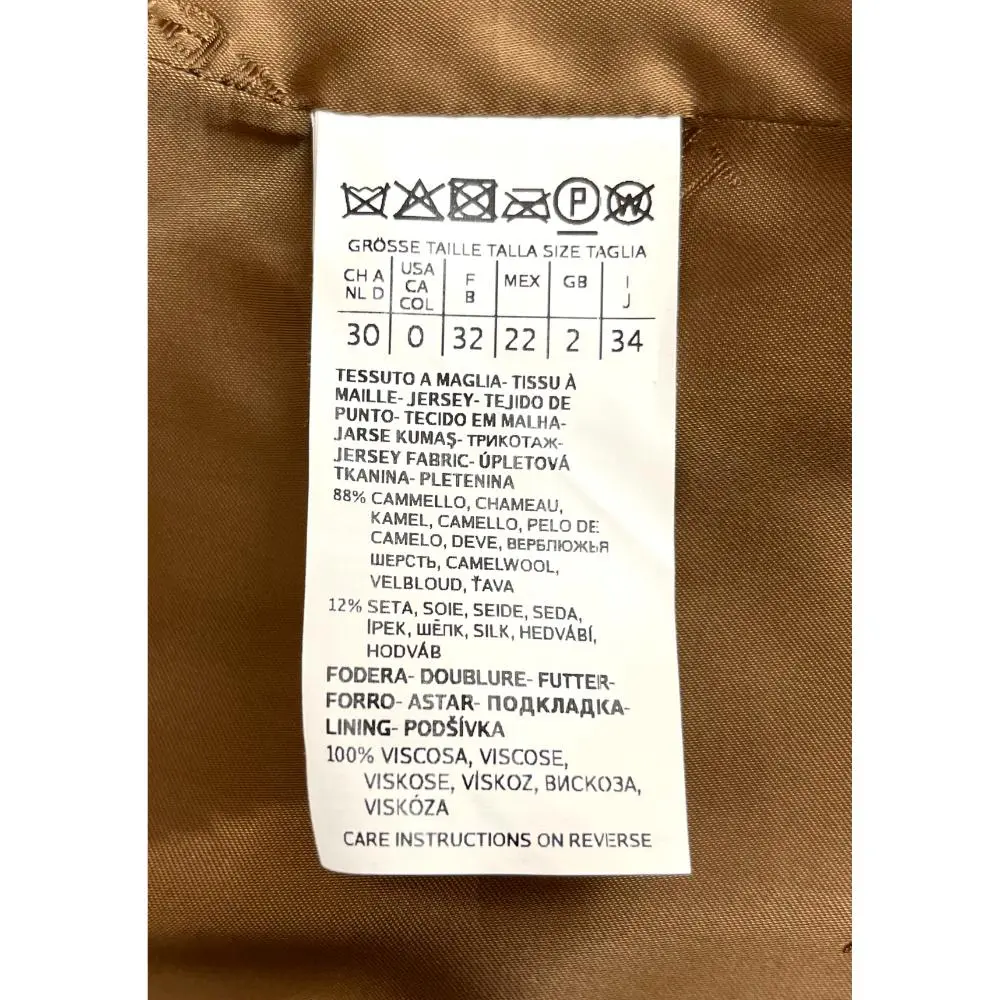 P W
GRÖSSE TAILLE TALLA SIZE TAGLIA
CH A NL D USA CA COL F B MEX GB I J
30 0 32 22 2 34
TESSUTO A MAGLIA- TISSU À
MAILLE- JERSEY- TEJIDO DE
PUNTO- TECIDO EM MALHA-
JARSE KUMAŞ- ТРИКОТАЖ-
JERSEY FABRIC- ÚPLETOVÁ
TKANINA- PLETENINA
88% CAMMELLO, CHAMEAU,
KAMEL, CAMELLO, PELO DE
CAMELO, DEVE, ВЕРБЛЮЖЬЯ
ШЕРСТЬ, CAMELWOOL,
VELBLOUD, ŤAVA
12% SETA, SOIE, SEIDE, SEDA,
İPEK, ШЁЛК, SILK, HEDVÁBÍ,
HODVÁB
FODERA- DOUBLURE- FUTTER-
FORRO- ASTAR- ПОДКЛАДКА-
LINING- PODŠÍVKA
100% VISCOSA, VISCOSE,
VISKOSE, VİSKOZ, ВИСКОЗА,
VISKÓZA
CARE INSTRUCTIONS ON REVERSE